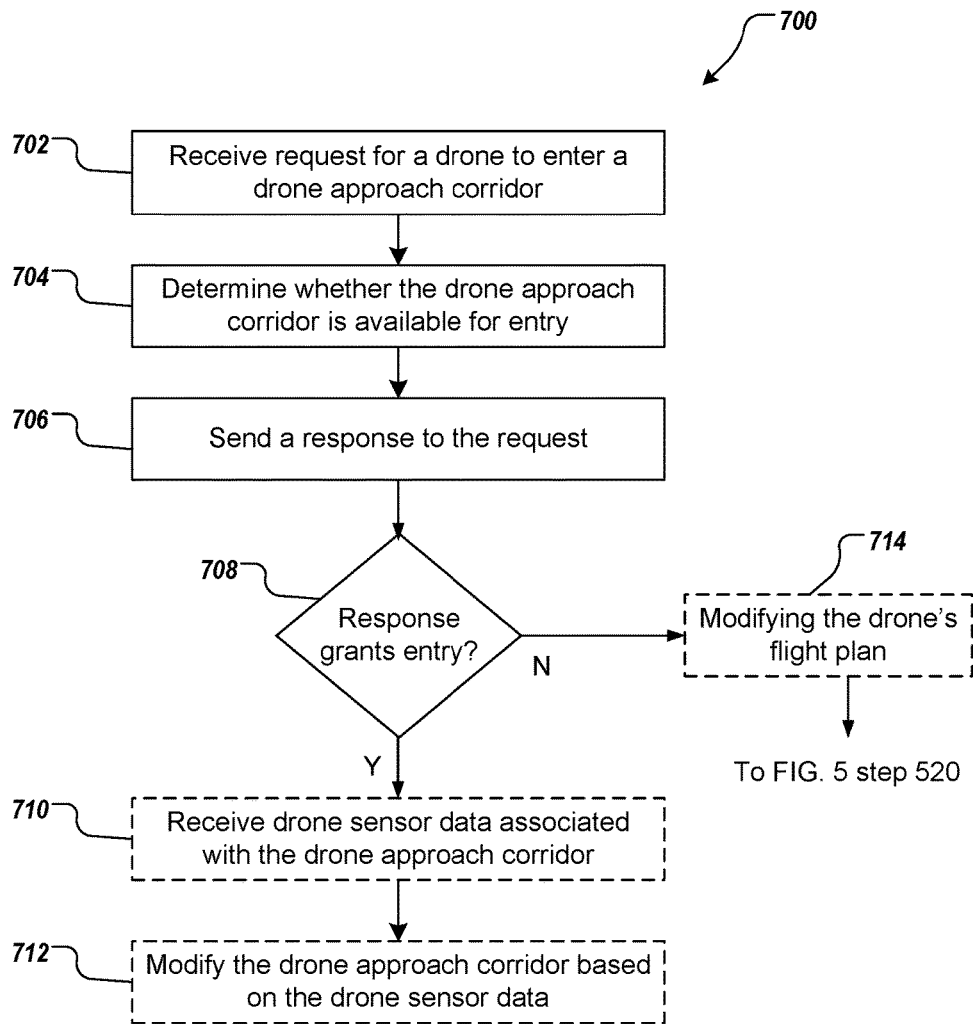 700
702
Receive request for a drone to enter a
drone approach corridor
704
Determine whether the drone approach
corridor is available for entry
706
Send a response to the request
708
Response
grants entry?
N
714
Modifying the drone’s
flight plan
To FIG. 5 step 520
Y
710
Receive drone sensor data associated
with the drone approach corridor
712
Modify the drone approach corridor based
on the drone sensor data